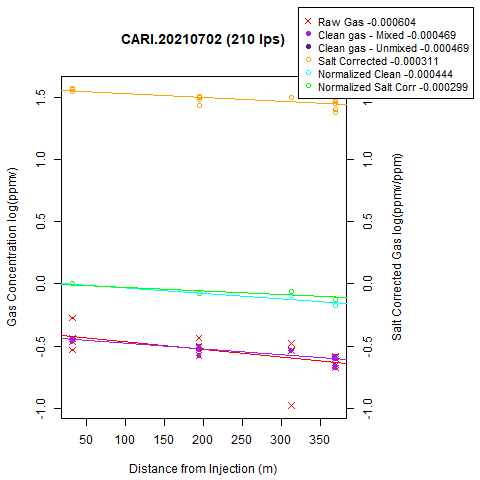 CARI.20210702 (210 lps)
Raw Gas -0.000604
Clean gas - Mixed -0.000469
Clean gas - Unmixed -0.000469
Salt Corrected -0.000311
Normalized Clean -0.000444
Normalized Salt Corr -0.000299
Gas Concentration log(ppmv)
1.5
1.0
0.5
0.0
-0.5
-1.0
1.5
1.0
0.5
0.0
-0.5
-1.0
Salt Corrected Gas log(ppmv/ppm)
50 100 150 200 250 300 350
Distance from Injection (m)